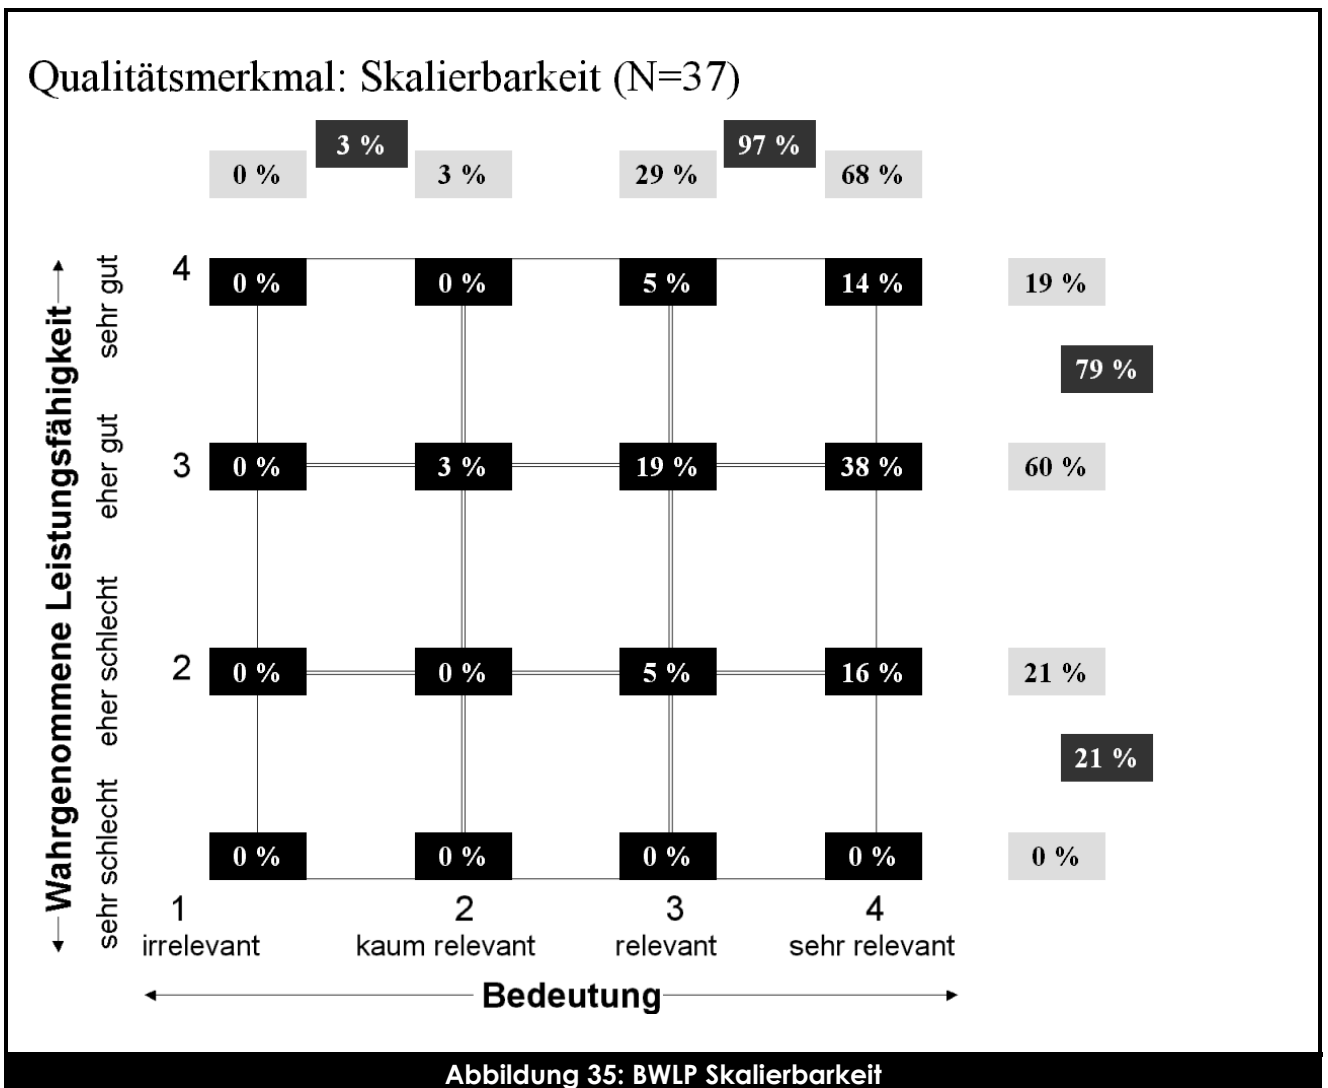 Qualitätsmerkmal: Skalierbarkeit (N=37)
3 % 97 %
0 % 3 % 29 % 68 %
4 0 % 0 % 5 % 14 % 19 %
79 %
3 0 % 3 % 19 % 38 % 60 %
2 0 % 0 % 5 % 16 % 21 %
21 %
0 % 0 % 0 % 0 % 0 %
Wahrgenommene Leistungsfähigkeit
sehr gut
eher gut
eher schlecht
sehr schlecht
1 2 3 4
irrelevant kaum relevant relevant sehr relevant
Bedeutung
Abbildung 35: BWLP Skalierbarkeit